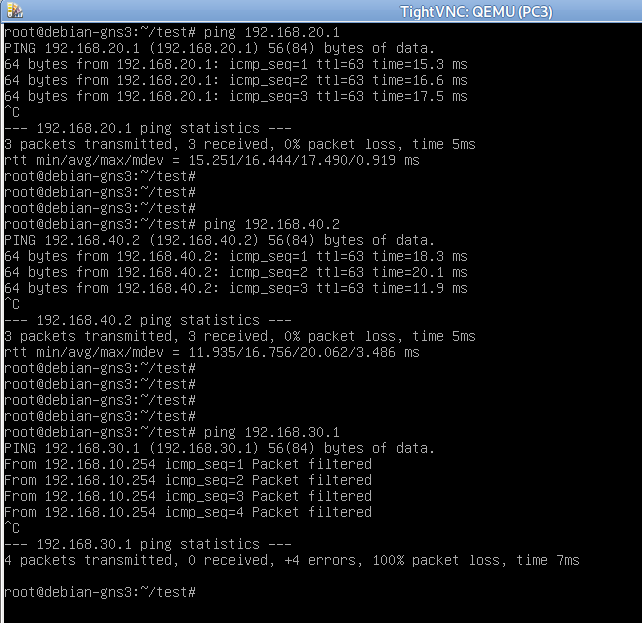 TightVNC: QEMU (PC3)
root@debian-gns3:~/test# ping 192.168.20.1
PING 192.168.20.1 (192.168.20.1) 56(84) bytes of data.
64 bytes from 192.168.20.1: icmp_seq=1 ttl=63 time=15.3 ms
64 bytes from 192.168.20.1: icmp_seq=2 ttl=63 time=16.6 ms
64 bytes from 192.168.20.1: icmp_seq=3 ttl=63 time=17.5 ms
^C
--- 192.168.20.1 ping statistics ---
3 packets transmitted, 3 received, 0% packet loss, time 5ms
rtt min/avg/max/mdev = 15.251/16.444/17.490/0.919 ms
root@debian-gns3:~/test#
root@debian-gns3:~/test#
root@debian-gns3:~/test#
root@debian-gns3:~/test# ping 192.168.40.2
PING 192.168.40.2 (192.168.40.2) 56(84) bytes of data.
64 bytes from 192.168.40.2: icmp_seq=1 ttl=63 time=18.3 ms
64 bytes from 192.168.40.2: icmp_seq=2 ttl=63 time=20.1 ms
64 bytes from 192.168.40.2: icmp_seq=3 ttl=63 time=11.9 ms
^C
--- 192.168.40.2 ping statistics ---
3 packets transmitted, 3 received, 0% packet loss, time 5ms
rtt min/avg/max/mdev = 11.935/16.756/20.062/3.486 ms
root@debian-gns3:~/test#
root@debian-gns3:~/test#
root@debian-gns3:~/test#
root@debian-gns3:~/test#
root@debian-gns3:~/test# ping 192.168.30.1
PING 192.168.30.1 (192.168.30.1) 56(84) bytes of data.
From 192.168.10.254 icmp_seq=1 Packet filtered
From 192.168.10.254 icmp_seq=2 Packet filtered
From 192.168.10.254 icmp_seq=3 Packet filtered
From 192.168.10.254 icmp_seq=4 Packet filtered
^C
--- 192.168.30.1 ping statistics ---
4 packets transmitted, 0 received, +4 errors, 100% packet loss, time 7ms
root@debian-gns3:~/test#